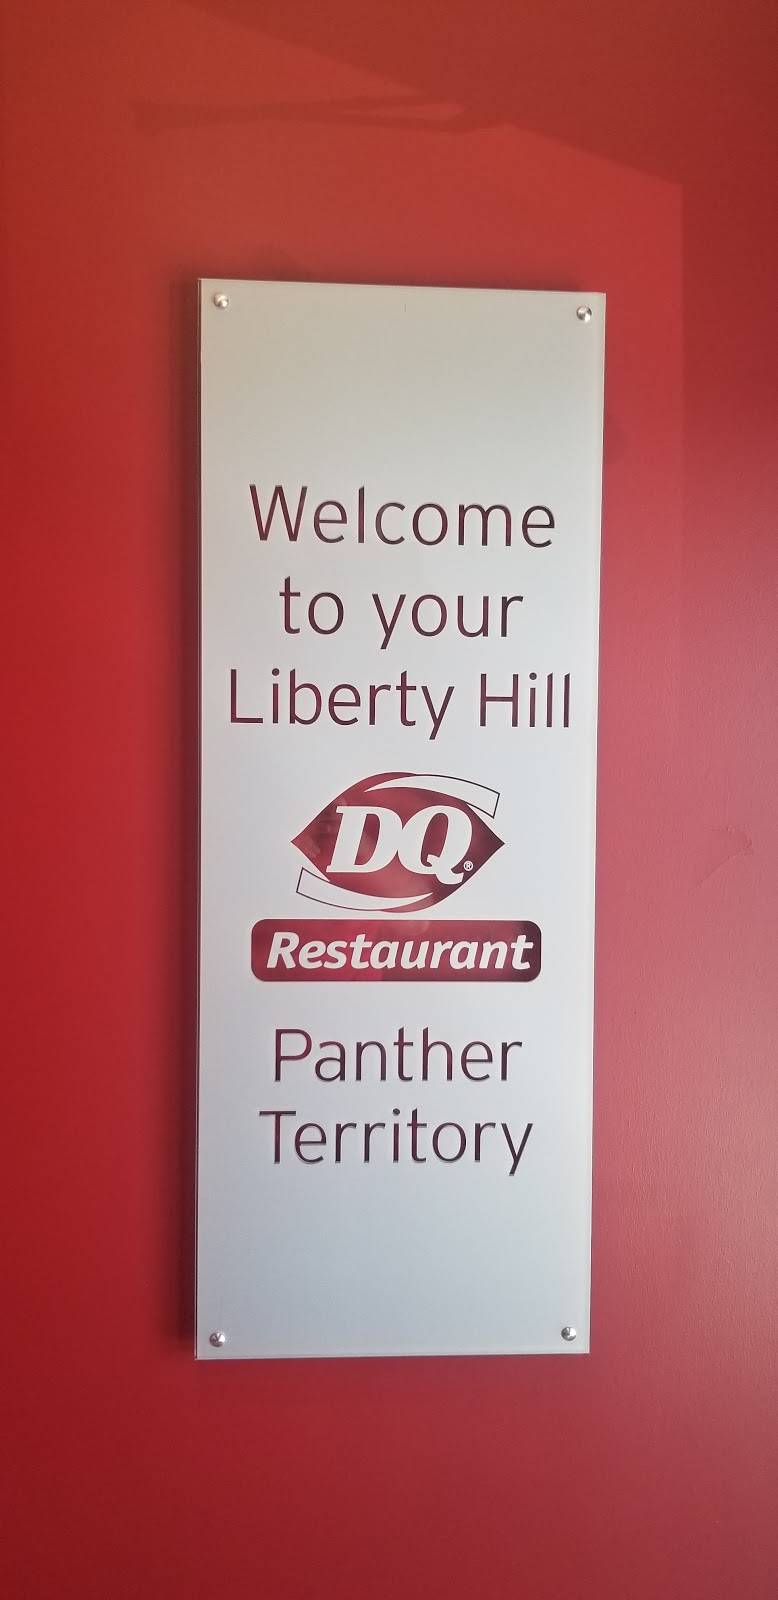 Welcome
to your
Liberty Hill
DQ®
Restaurant
Panther
Territory